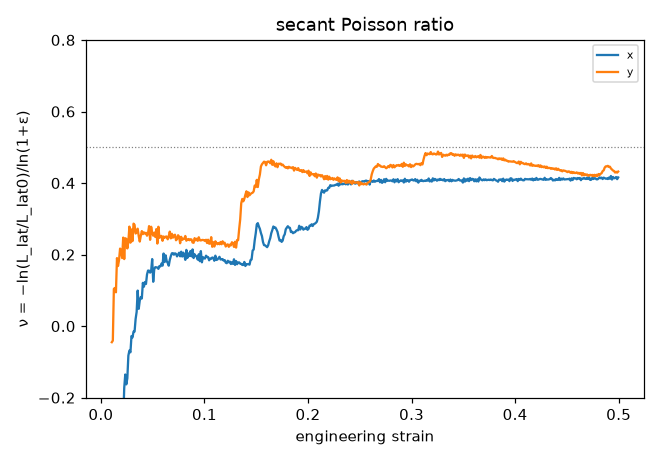 secant Poisson ratio
ν = −ln(L_lat/L_lat0)/ln(1+ε)
0.8
0.6
0.4
0.2
0.0
−0.2
x
y
0.0 0.1 0.2 0.3 0.4 0.5
engineering strain